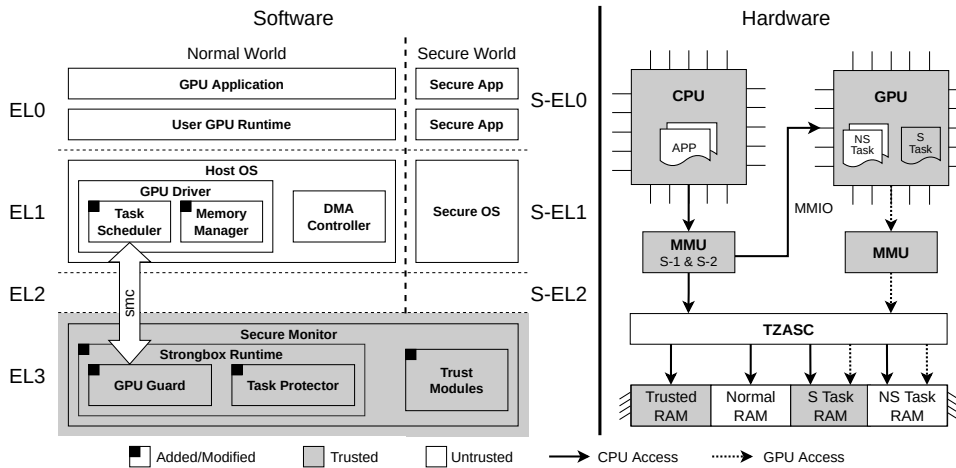 Software
Hardware
Normal World
Secure World
EL0
GPU Application
Secure App
User GPU Runtime
Secure App
S-EL0
EL1
Host OS
GPU Driver
Task
Scheduler
Memory
Manager
DMA
Controller
Secure OS
S-EL1
EL2
smc
S-EL2
EL3
Secure Monitor
Strongbox Runtime
GPU Guard
Task Protector
Trust
Modules
CPU
APP
GPU
NS
Task
S
Task
MMIO
MMU
S-1 & S-2
MMU
TZASC
Trusted
RAM
Normal
RAM
S Task
RAM
NS Task
RAM
Added/Modified
Trusted
Untrusted
CPU Access
GPU Access